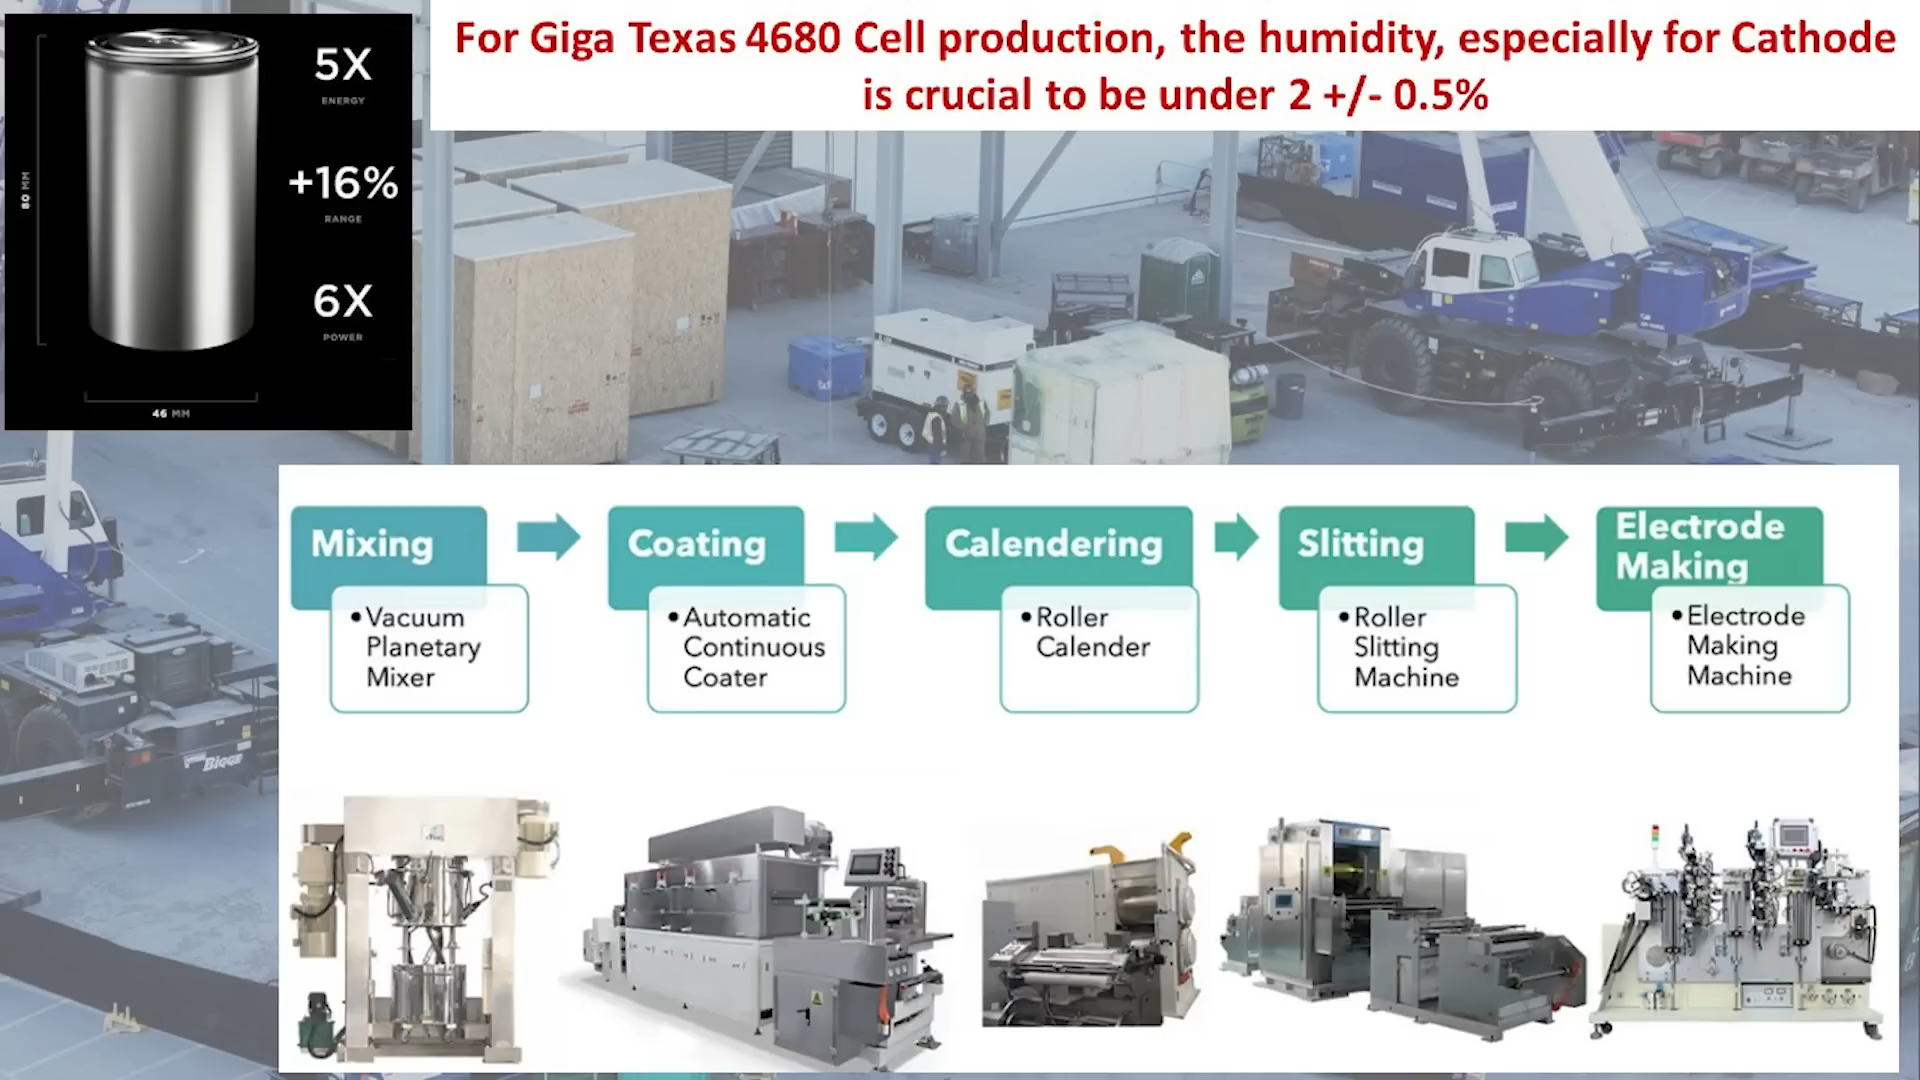 For Giga Texas 4680 Cell production, the humidity, especially for Cathode
is crucial to be under 2 +/- 0.5%
5X
ENERGY
+16%
RANGE
6X
POWER
80 MM
46 MM
Mixing
• Vacuum
Planetary
Mixer
Coating
• Automatic
Continuous
Coater
Calendering
• Roller
Calender
Slitting
• Roller
Slitting
Machine
Electrode
Making
• Electrode
Making
Machine
BIGGE